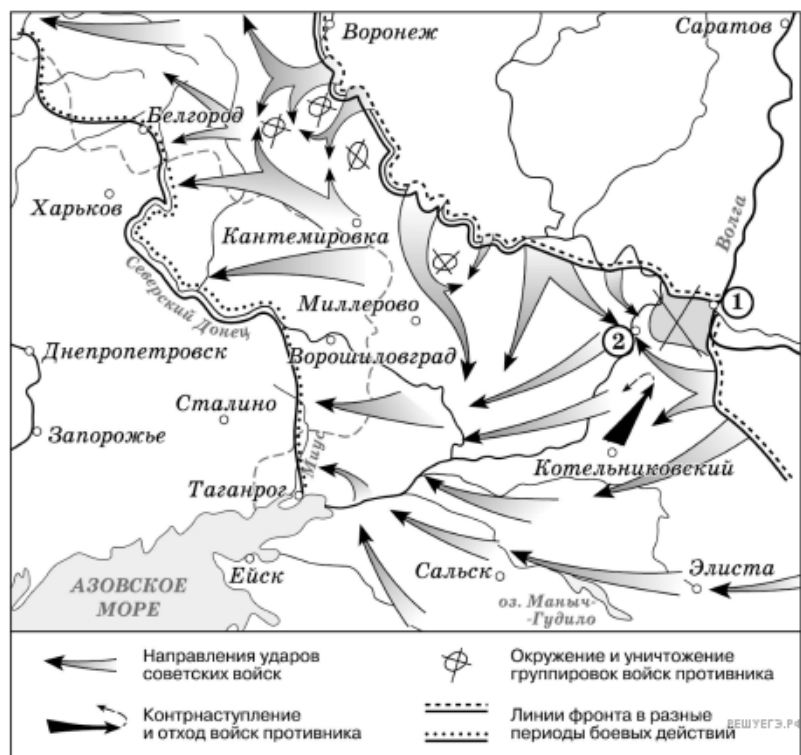 Воронеж
Саратов
Белгород
Харьков
Волга
Кантемировка
Северский Донец
Миллерово
1
Днепропетровск
Ворошиловград
2
Сталино
Запорожье
Миус
Котельниковский
Таганрог
Ейск
Сальск
Элиста
АЗОВСКОЕ
МОРЕ
оз. Маныч-
-Гудило
Направления ударов
советских войск
Окружение и уничтожение
группировок войск противника
Контрнаступление
и отход войск противника
Линии фронта в разные
периоды боевых действий
РЕШУЕГЭ.РФ